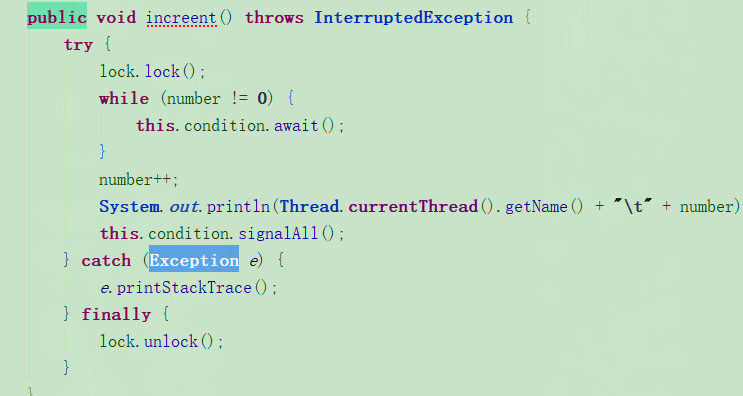 public void increent() throws InterruptedException {
try {
lock.lock();
while (number != 0) {
this.condition.await();
}
number++;
System.out.println(Thread.currentThread().getName() + "\t" + number)
this.condition.signalAll();
} catch (Exception e) {
e.printStackTrace();
} finally {
lock.unlock();
}
}